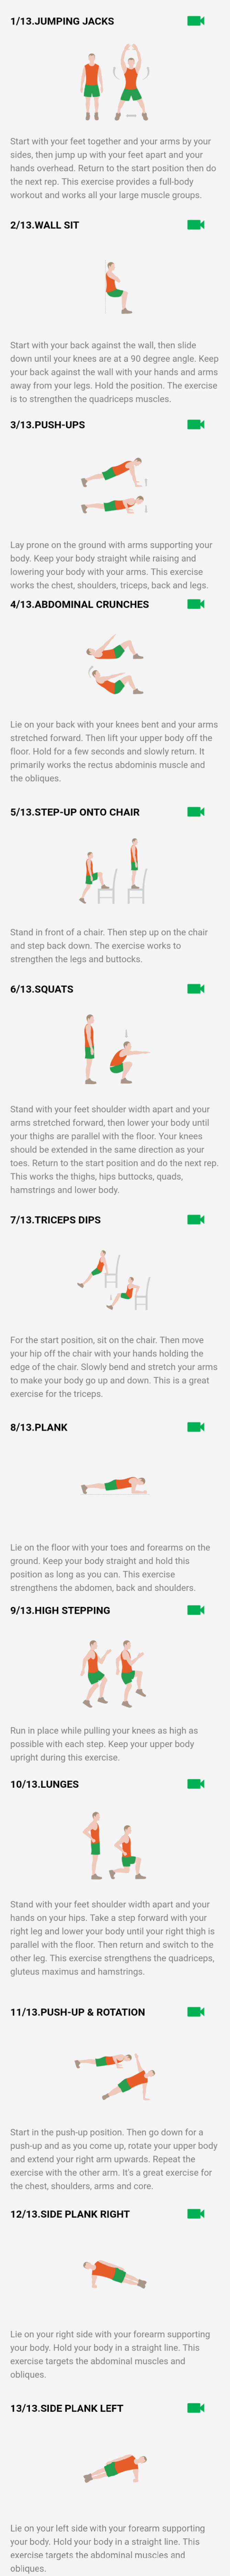 1/13.JUMPING JACKS
Start with your feet together and your arms by your
sides, then jump up with your feet apart and your
hands overhead. Return to the start position then do
the next rep. This exercise provides a full-body
workout and works all your large muscle groups.
2/13.WALL SIT
Start with your back against the wall, then slide
down until your knees are at a 90 degree angle. Keep
your back against the wall with your hands and arms
away from your legs. Hold the position. The exercise
is to strengthen the quadriceps muscles.
3/13.PUSH-UPS
Lay prone on the ground with arms supporting your
body. Keep your body straight while raising and
lowering your body with your arms. This exercise
works the chest, shoulders, triceps, back and legs.
4/13.ABDOMINAL CRUNCHES
Lie on your back with your knees bent and your arms
stretched forward. Then lift your upper body off the
floor. Hold for a few seconds and slowly return. It
primarily works the rectus abdominis muscle and
the obliques.
5/13.STEP-UP ONTO CHAIR
Stand in front of a chair. Then step up on the chair
and step back down. The exercise works to
strengthen the legs and buttocks.
6/13.SQUATS
Stand with your feet shoulder width apart and your
arms stretched forward, then lower your body until
your thighs are parallel with the floor. Your knees
should be extended in the same direction as your
toes. Return to the start position and do the next rep.
This works the thighs, hips buttocks, quads,
hamstrings and lower body.
7/13.TRICEPS DIPS
For the start position, sit on the chair. Then move
your hip off the chair with your hands holding the
edge of the chair. Slowly bend and stretch your arms
to make your body go up and down. This is a great
exercise for the triceps.
8/13.PLANK
Lie on the floor with your toes and forearms on the
ground. Keep your body straight and hold this
position as long as you can. This exercise
strengthens the abdomen, back and shoulders.
9/13.HIGH STEPPING
Run in place while pulling your knees as high as
possible with each step. Keep your upper body
upright during this exercise.
10/13.LUNGES
Stand with your feet shoulder width apart and your
hands on your hips. Take a step forward with your
right leg and lower your body until your right thigh is
parallel with the floor. Then return and switch to the
other leg. This exercise strengthens the quadriceps,
gluteus maximus and hamstrings.
11/13.PUSH-UP & ROTATION
Start in the push-up position. Then go down for a
push-up and as you come up, rotate your upper body
and extend your right arm upwards. Repeat the
exercise with the other arm. It's a great exercise for
the chest, shoulders, arms and core.
12/13.SIDE PLANK RIGHT
Lie on your right side with your forearm supporting
your body. Hold your body in a straight line. This
exercise targets the abdominal muscles and
obliques.
13/13.SIDE PLANK LEFT
Lie on your left side with your forearm supporting
your body. Hold your body in a straight line. This
exercise targets the abdominal muscles and
obliques.